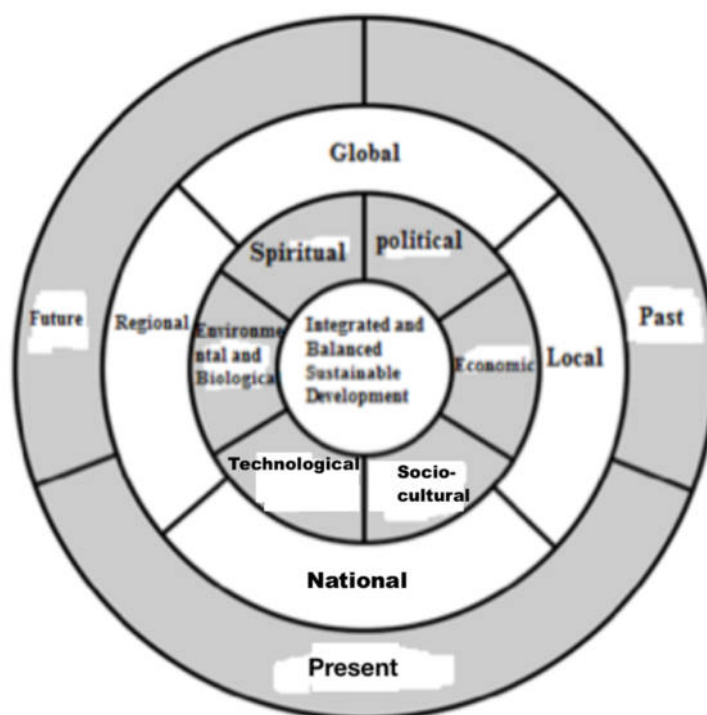 Global
Spiritual
political
Future
Regional
Environme
ntal and
Biologica
Integrated and
Balanced
Sustainable
Development
Economic
Local
Past
Technological
Socio-
cultural
National
Present